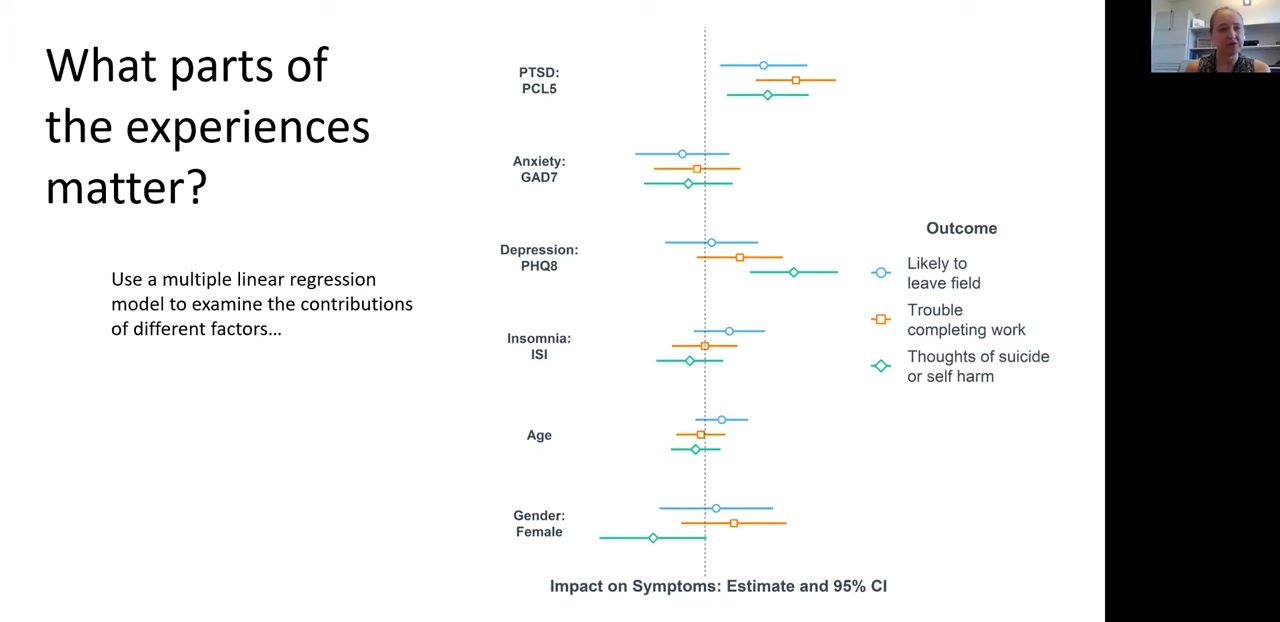 What parts of
the experiences
matter?
Use a multiple linear regression
model to examine the contributions
of different factors...
PTSD:
PCL5
Anxiety:
GAD7
Depression:
PHQ8
Insomnia:
ISI
Age
Gender:
Female
Impact on Symptoms: Estimate and 95% CI
Outcome
Likely to
leave field
Trouble
completing work
Thoughts of suicide
or self harm